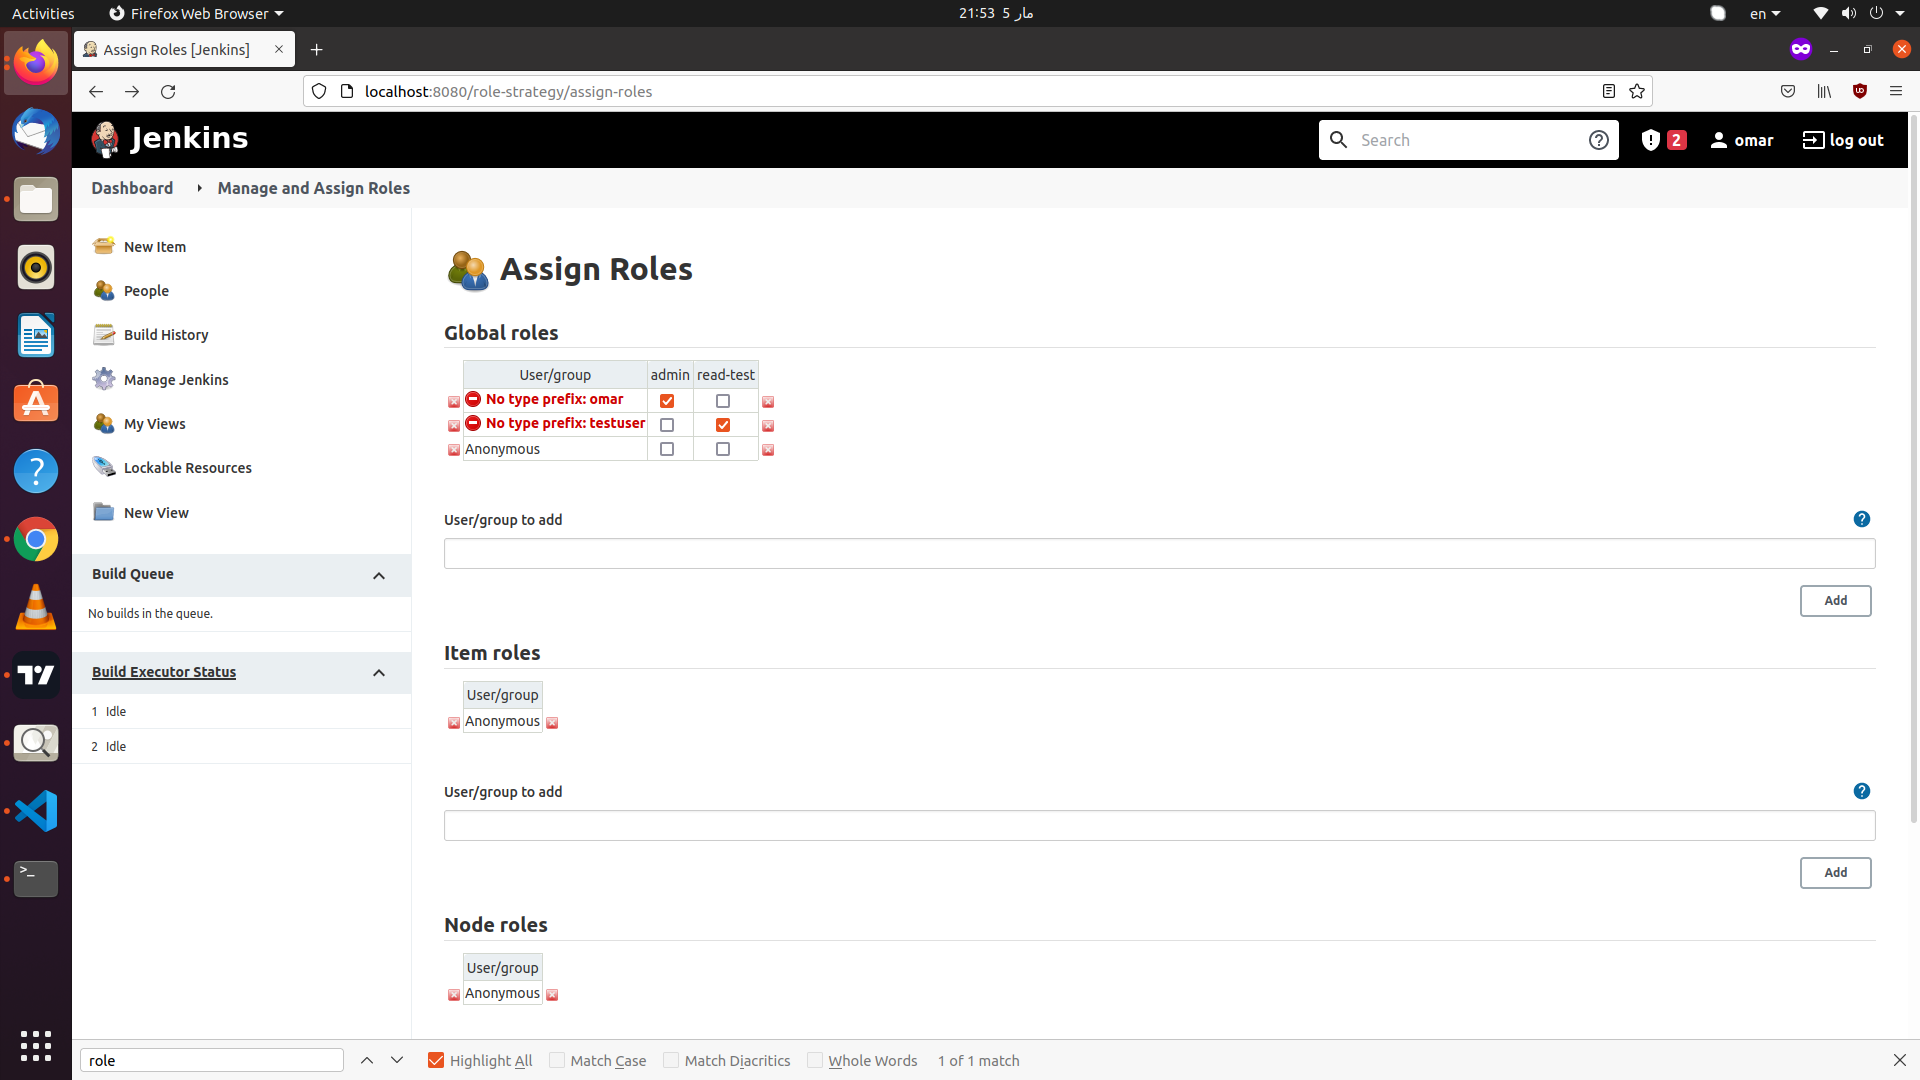 Activities
Firefox Web Browser
21:53 5 مار
en
Assign Roles [Jenkins]
localhost:8080/role-strategy/assign-roles
Jenkins
Search
2
omar
log out
Dashboard
Manage and Assign Roles
New Item
People
Build History
Manage Jenkins
My Views
Lockable Resources
New View
Build Queue
No builds in the queue.
Build Executor Status
1 Idle
2 Idle
Assign Roles
Global roles
User/group admin read-test
No type prefix: omar
No type prefix: testuser
Anonymous
User/group to add
Add
Item roles
User/group
Anonymous
User/group to add
Add
Node roles
User/group
Anonymous
role
Highlight All
Match Case
Match Diacritics
Whole Words
1 of 1 match